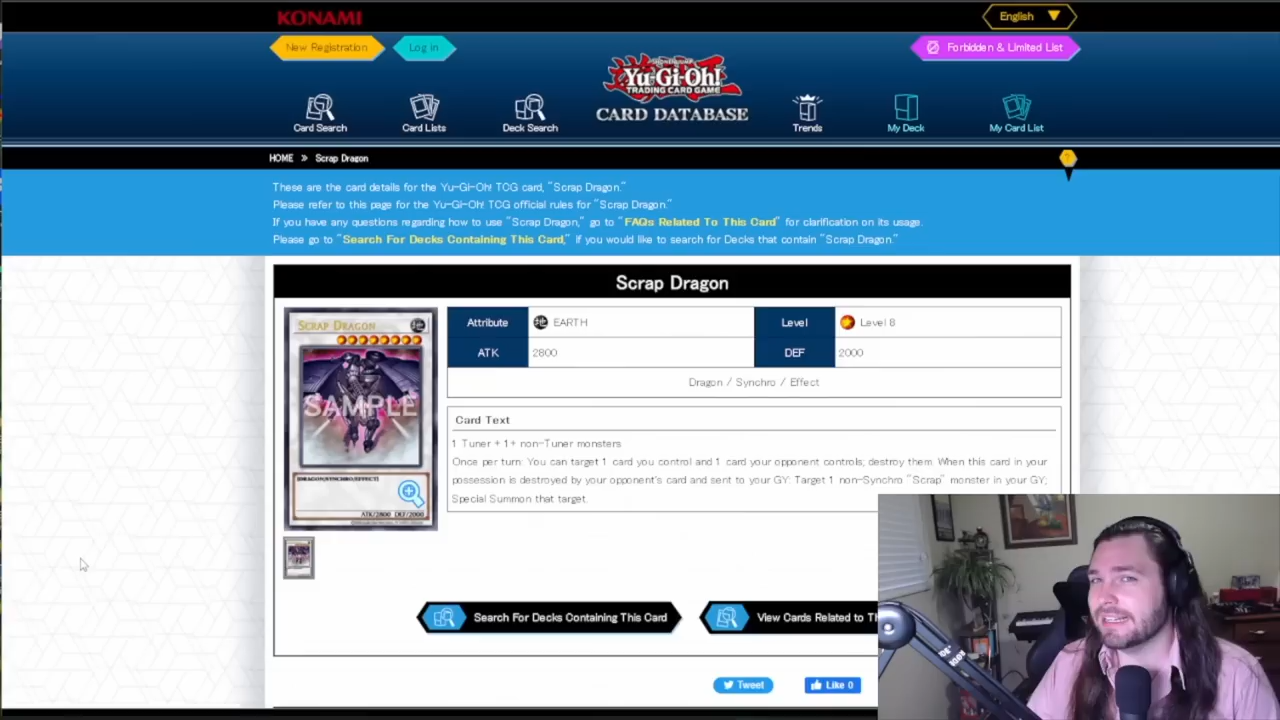 KONAMI
English
New Registration
Log in
Forbidden & Limited List
Yu-Gi-Oh!
TRADING CARD GAME
CARD DATABASE
Card Search
Card Lists
Deck Search
Trends
My Deck
My Card List
HOME » Scrap Dragon
These are the card details for the Yu-Gi-Oh! TCG card, "Scrap Dragon."
Please refer to this page for the Yu-Gi-Oh! TCG official rules for "Scrap Dragon."
If you have any questions regarding how to use "Scrap Dragon," go to "FAQs Related To This Card" for clarification on its usage.
Please go to "Search For Decks Containing This Card," if you would like to search for Decks that contain "Scrap Dragon."
Scrap Dragon
SCRAP DRAGON
SAMPLE
[DRAGON/SYNCHRO/EFFECT]
ATK/2800 DEF/2000
Attribute
地 EARTH
Level
Level 8
ATK
2800
DEF
2000
Dragon / Synchro / Effect
Card Text
1 Tuner + 1+ non-Tuner monsters
Once per turn: You can target 1 card you control and 1 card your opponent controls; destroy them. When this card in your
possession is destroyed by your opponent's card and sent to your GY: Target 1 non-Synchro "Scrap" monster in your GY;
Special Summon that target.
Search For Decks Containing This Card
View Cards Related to Th
Tweet
Like 0